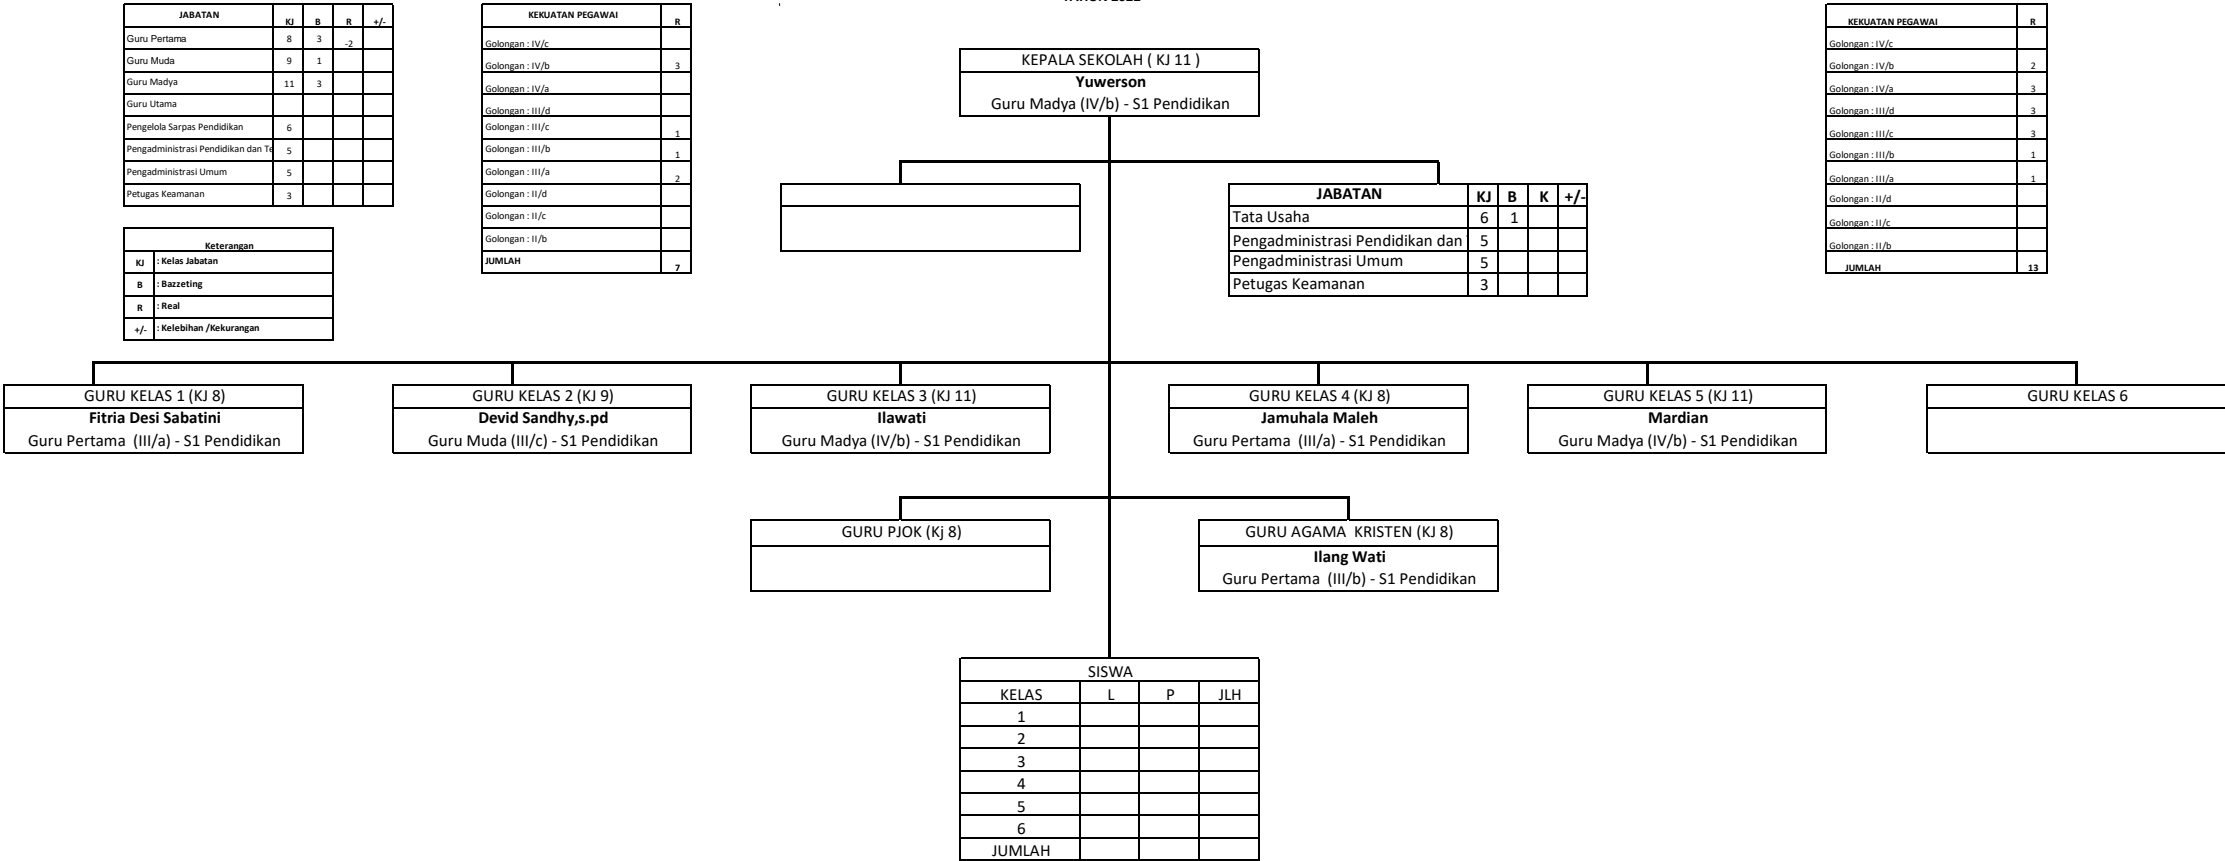 TAHUN 2022
JABATAN KJ B R +/-
Guru Pertama 8 3 -2
Guru Muda 9 1
Guru Madya 11 3
Guru Utama
Pengelola Sarpas Pendidikan 6
Pengadministrasi Pendidikan dan Te 5
Pengadministrasi Umum 5
Petugas Keamanan 3
Keterangan
KJ : Kelas Jabatan
B : Bazzeting
R : Real
+/- : Kelebihan /Kekurangan
KEKUATAN PEGAWAI R
Golongan : IV/c
Golongan : IV/b 3
Golongan : IV/a
Golongan : III/d
Golongan : III/c 1
Golongan : III/b 1
Golongan : III/a 2
Golongan : II/d
Golongan : II/c
Golongan : II/b
JUMLAH 7
KEPALA SEKOLAH ( KJ 11 )
Yuwerson
Guru Madya (IV/b) - S1 Pendidikan
JABATAN KJ B K +/-
Tata Usaha 6 1
Pengadministrasi Pendidikan dan 5
Pengadministrasi Umum 5
Petugas Keamanan 3
KEKUATAN PEGAWAI R
Golongan : IV/c
Golongan : IV/b 2
Golongan : IV/a 3
Golongan : III/d 3
Golongan : III/c 3
Golongan : III/b 1
Golongan : III/a 1
Golongan : II/d
Golongan : II/c
Golongan : II/b
JUMLAH 13
GURU KELAS 1 (KJ 8)
Fitria Desi Sabatini
Guru Pertama (III/a) - S1 Pendidikan
GURU KELAS 2 (KJ 9)
Devid Sandhy,s.pd
Guru Muda (III/c) - S1 Pendidikan
GURU KELAS 3 (KJ 11)
Ilawati
Guru Madya (IV/b) - S1 Pendidikan
GURU KELAS 4 (KJ 8)
Jamuhala Maleh
Guru Pertama (III/a) - S1 Pendidikan
GURU KELAS 5 (KJ 11)
Mardian
Guru Madya (IV/b) - S1 Pendidikan
GURU KELAS 6
GURU PJOK (Kj 8)
GURU AGAMA KRISTEN (KJ 8)
Ilang Wati
Guru Pertama (III/b) - S1 Pendidikan
SISWA
KELAS L P JLH
1
2
3
4
5
6
JUMLAH